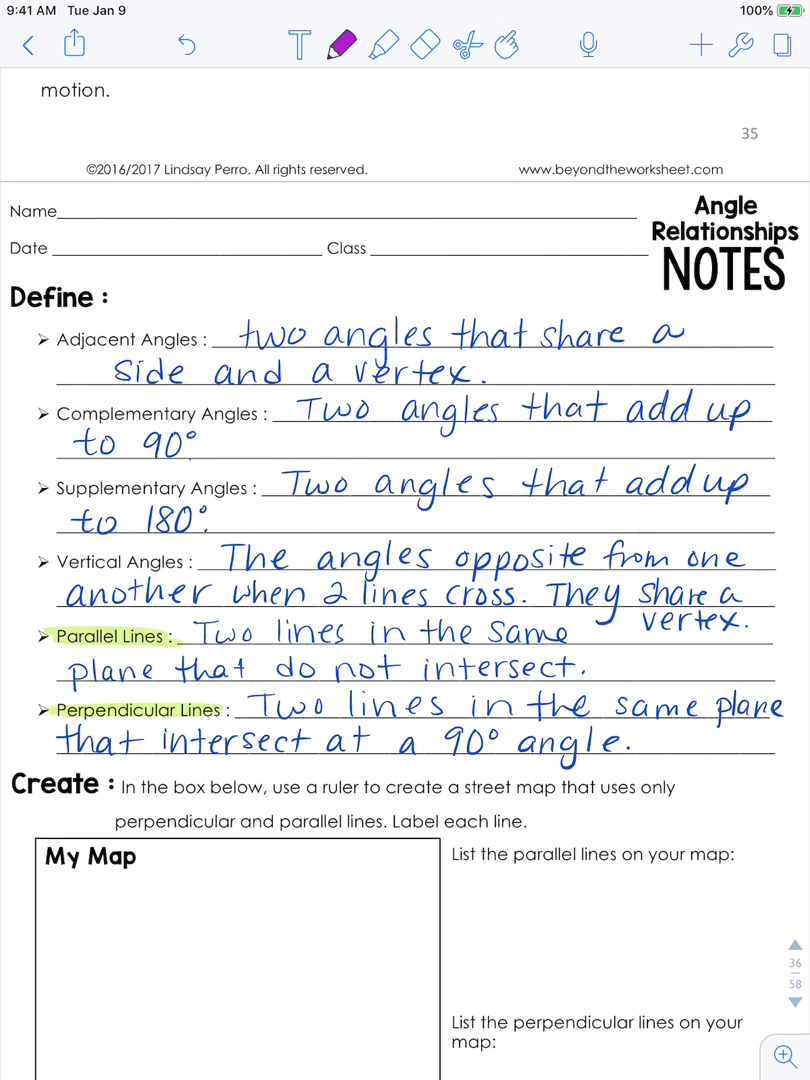 9:41 AM Tue Jan 9 100%
T
motion.
35
©2016/2017 Lindsay Perro. All rights reserved. www.beyondtheworksheet.com
Name
Angle
Relationships
NOTES
Date Class
Define :
➢ Adjacent Angles : two angles that share a
side and a vertex.
➢ Complementary Angles : Two angles that add up
to 90°.
➢ Supplementary Angles : Two angles that add up
to 180°.
➢ Vertical Angles : The angles opposite from one
another when 2 lines cross. They share a
vertex.
➢ Parallel Lines : Two lines in the same
plane that do not intersect.
➢ Perpendicular Lines : Two lines in the same plane
that intersect at a 90° angle.
Create : In the box below, use a ruler to create a street map that uses only
perpendicular and parallel lines. Label each line.
My Map
List the parallel lines on your map:
36
58
List the perpendicular lines on your
map: